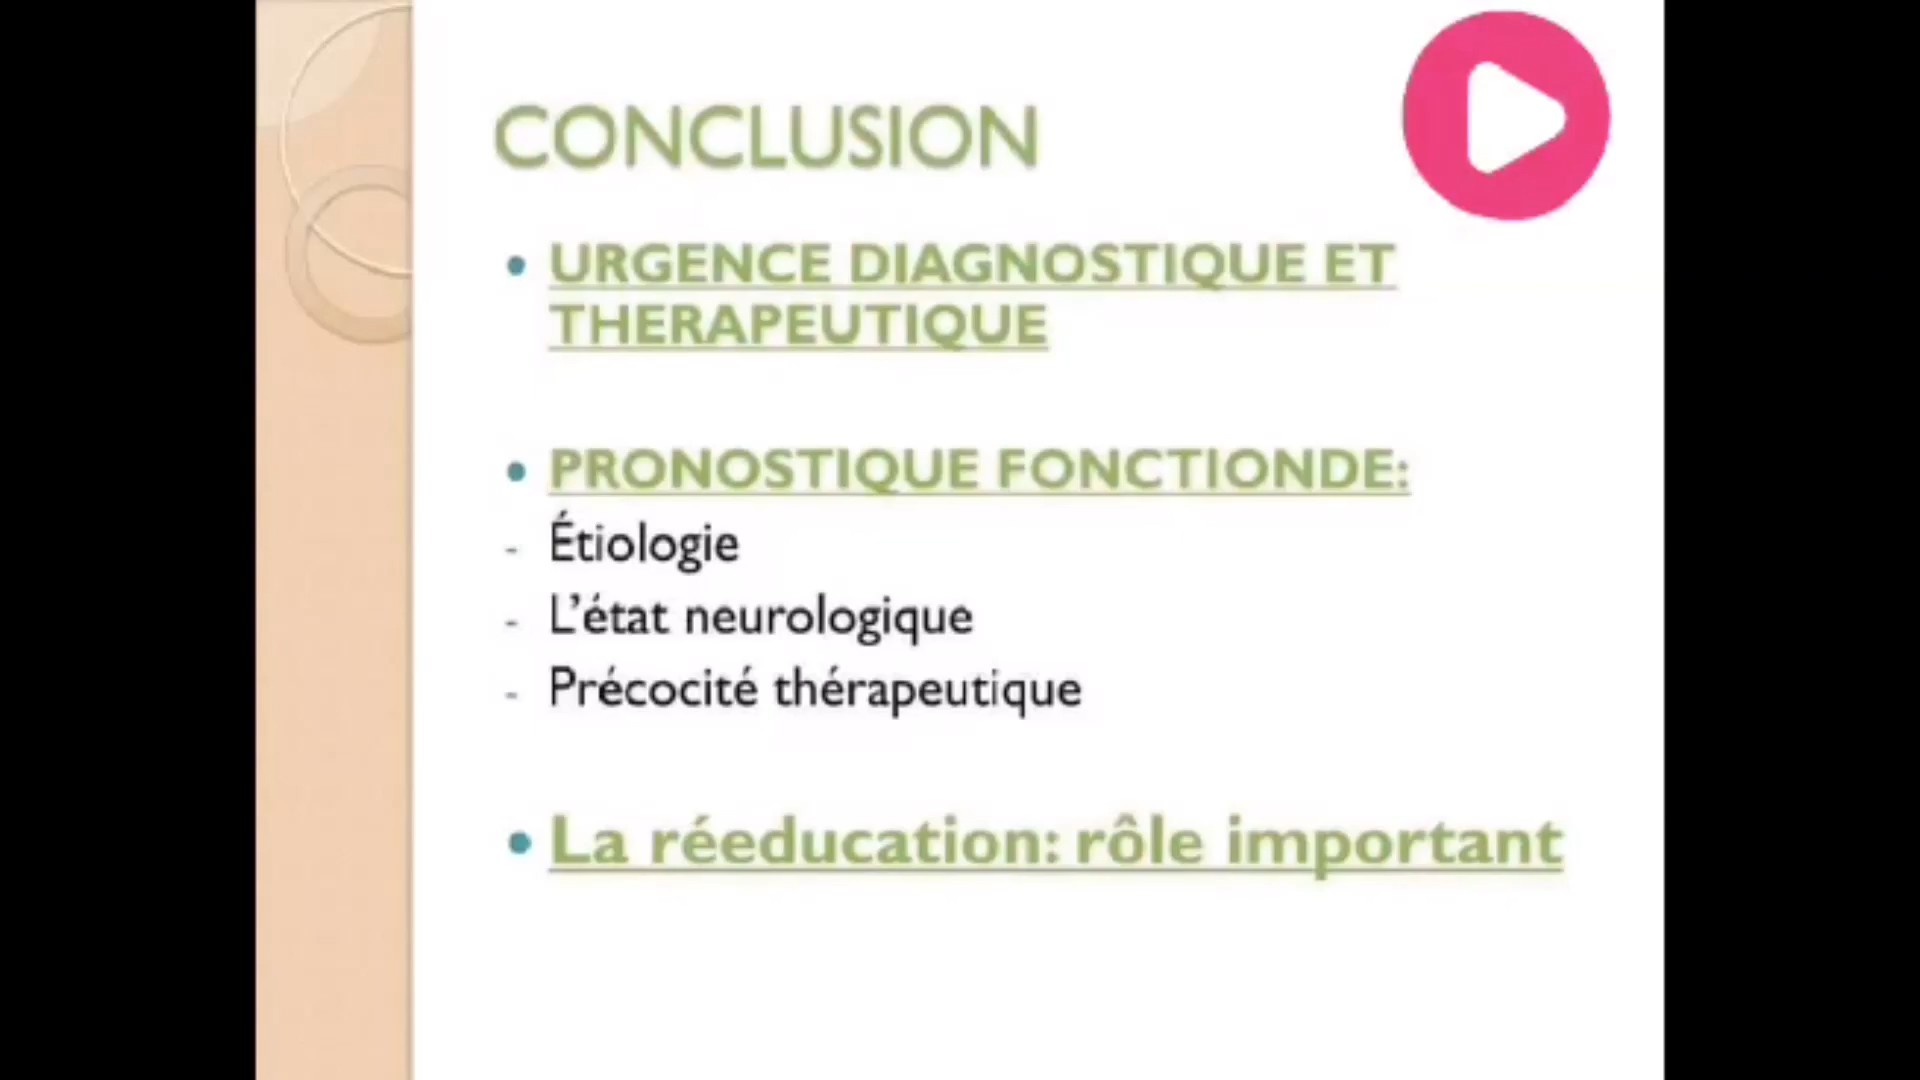 CONCLUSION
• URGENCE DIAGNOSTIQUE ET
THERAPEUTIQUE
• PRONOSTIQUE FONCTIONDE:
- Étiologie
- L’état neurologique
- Précocité thérapeutique
• La réeducation: rôle important